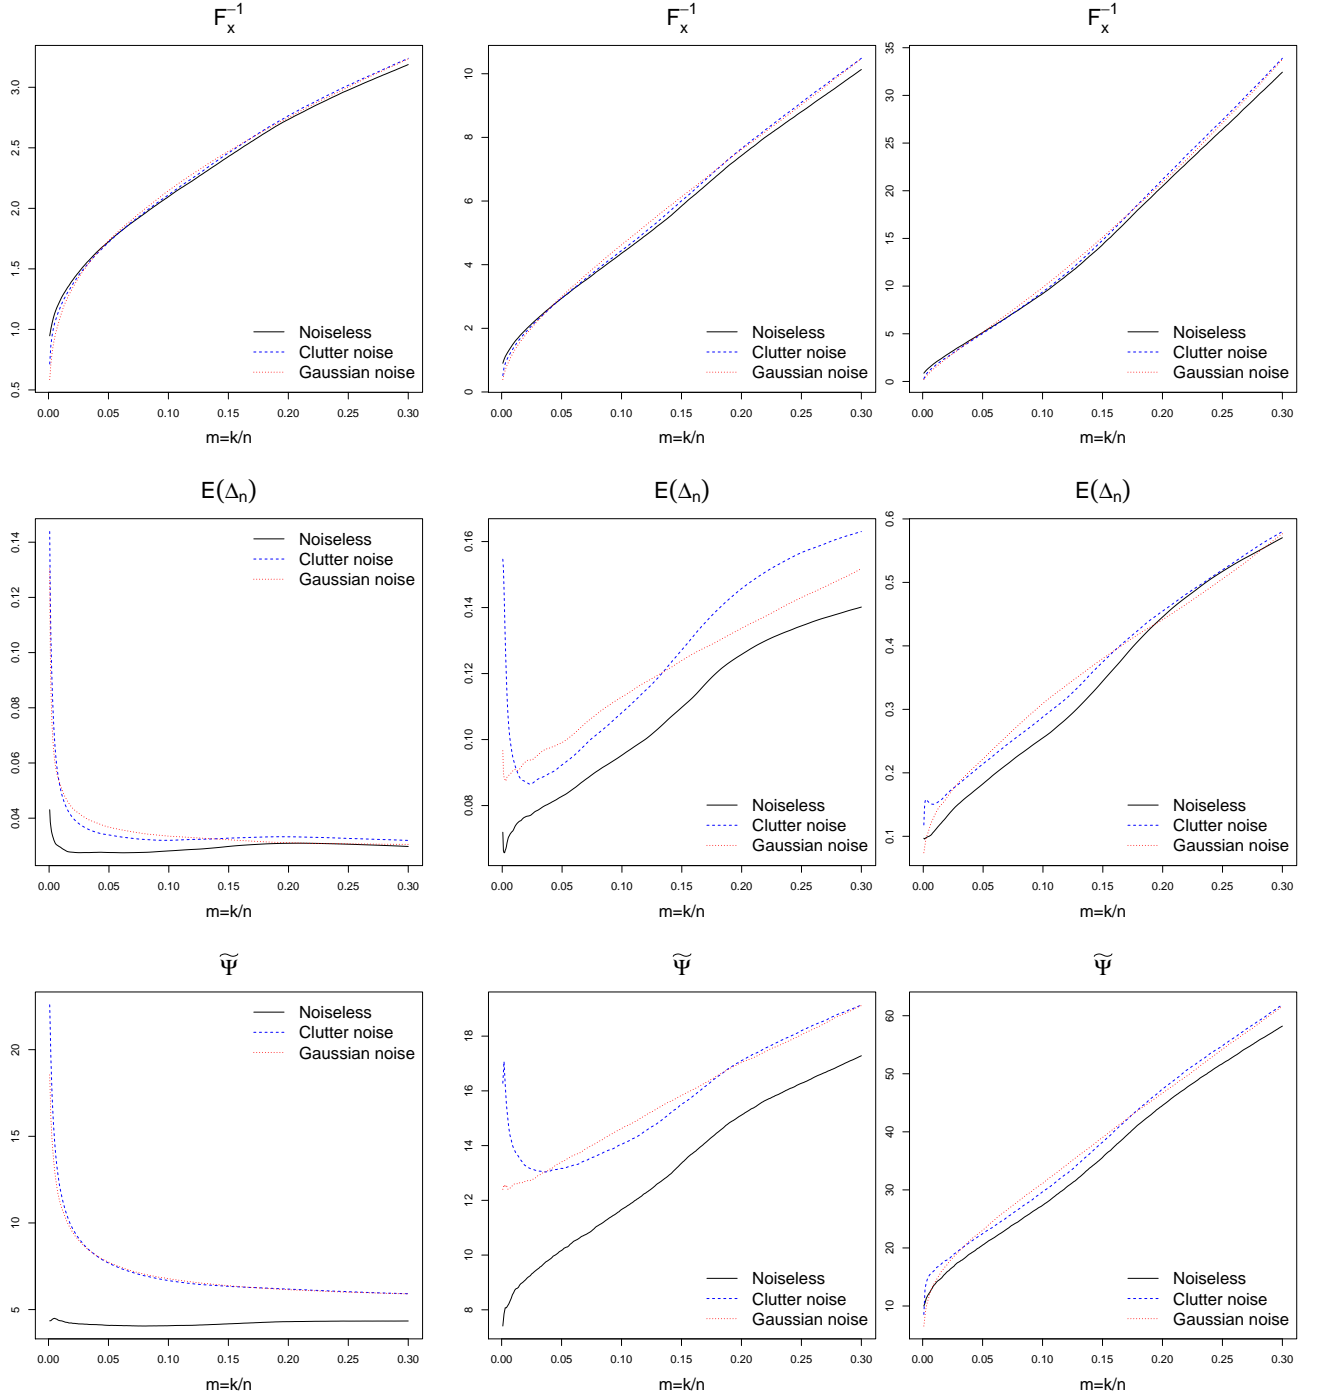 F_x^{-1}
3.0
2.5
2.0
1.5
1.0
0.5
Noiseless
Clutter noise
Gaussian noise
0.00 0.05 0.10 0.15 0.20 0.25 0.30
m=k/n
F_x^{-1}
10
8
6
4
2
0
Noiseless
Clutter noise
Gaussian noise
0.00 0.05 0.10 0.15 0.20 0.25 0.30
m=k/n
F_x^{-1}
35
30
25
20
15
10
5
0
Noiseless
Clutter noise
Gaussian noise
0.00 0.05 0.10 0.15 0.20 0.25 0.30
m=k/n
E(Δ_n)
0.14
0.12
0.10
0.08
0.06
0.04
Noiseless
Clutter noise
Gaussian noise
0.00 0.05 0.10 0.15 0.20 0.25 0.30
m=k/n
E(Δ_n)
0.16
0.14
0.12
0.10
0.08
Noiseless
Clutter noise
Gaussian noise
0.00 0.05 0.10 0.15 0.20 0.25 0.30
m=k/n
E(Δ_n)
0.6
0.5
0.4
0.3
0.2
0.1
Noiseless
Clutter noise
Gaussian noise
0.00 0.05 0.10 0.15 0.20 0.25 0.30
m=k/n
Ψ̃
20
15
10
5
Noiseless
Clutter noise
Gaussian noise
0.00 0.05 0.10 0.15 0.20 0.25 0.30
m=k/n
Ψ̃
18
16
14
12
10
8
Noiseless
Clutter noise
Gaussian noise
0.00 0.05 0.10 0.15 0.20 0.25 0.30
m=k/n
Ψ̃
60
50
40
30
20
10
Noiseless
Clutter noise
Gaussian noise
0.00 0.05 0.10 0.15 0.20 0.25 0.30
m=k/n